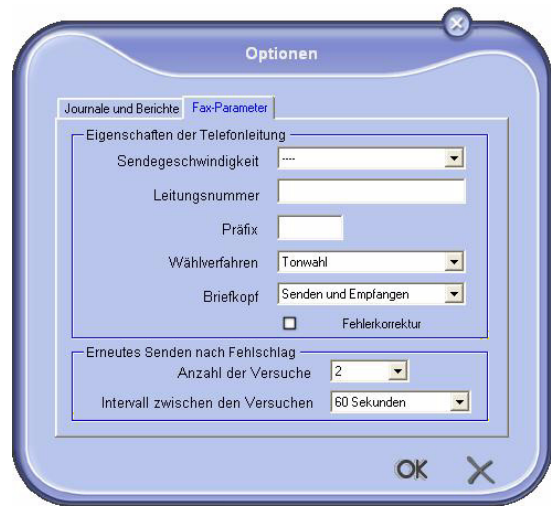 Optionen
Journale und Berichte Fax-Parameter
Eigenschaften der Telefonleitung
Sendegeschwindigkeit ----
Leitungsnummer
Präfix
Wählverfahren Tonwahl
Briefkopf Senden und Empfangen
Fehlerkorrektur
Erneutes Senden nach Fehlschlag
Anzahl der Versuche 2
Intervall zwischen den Versuchen 60 Sekunden
OK